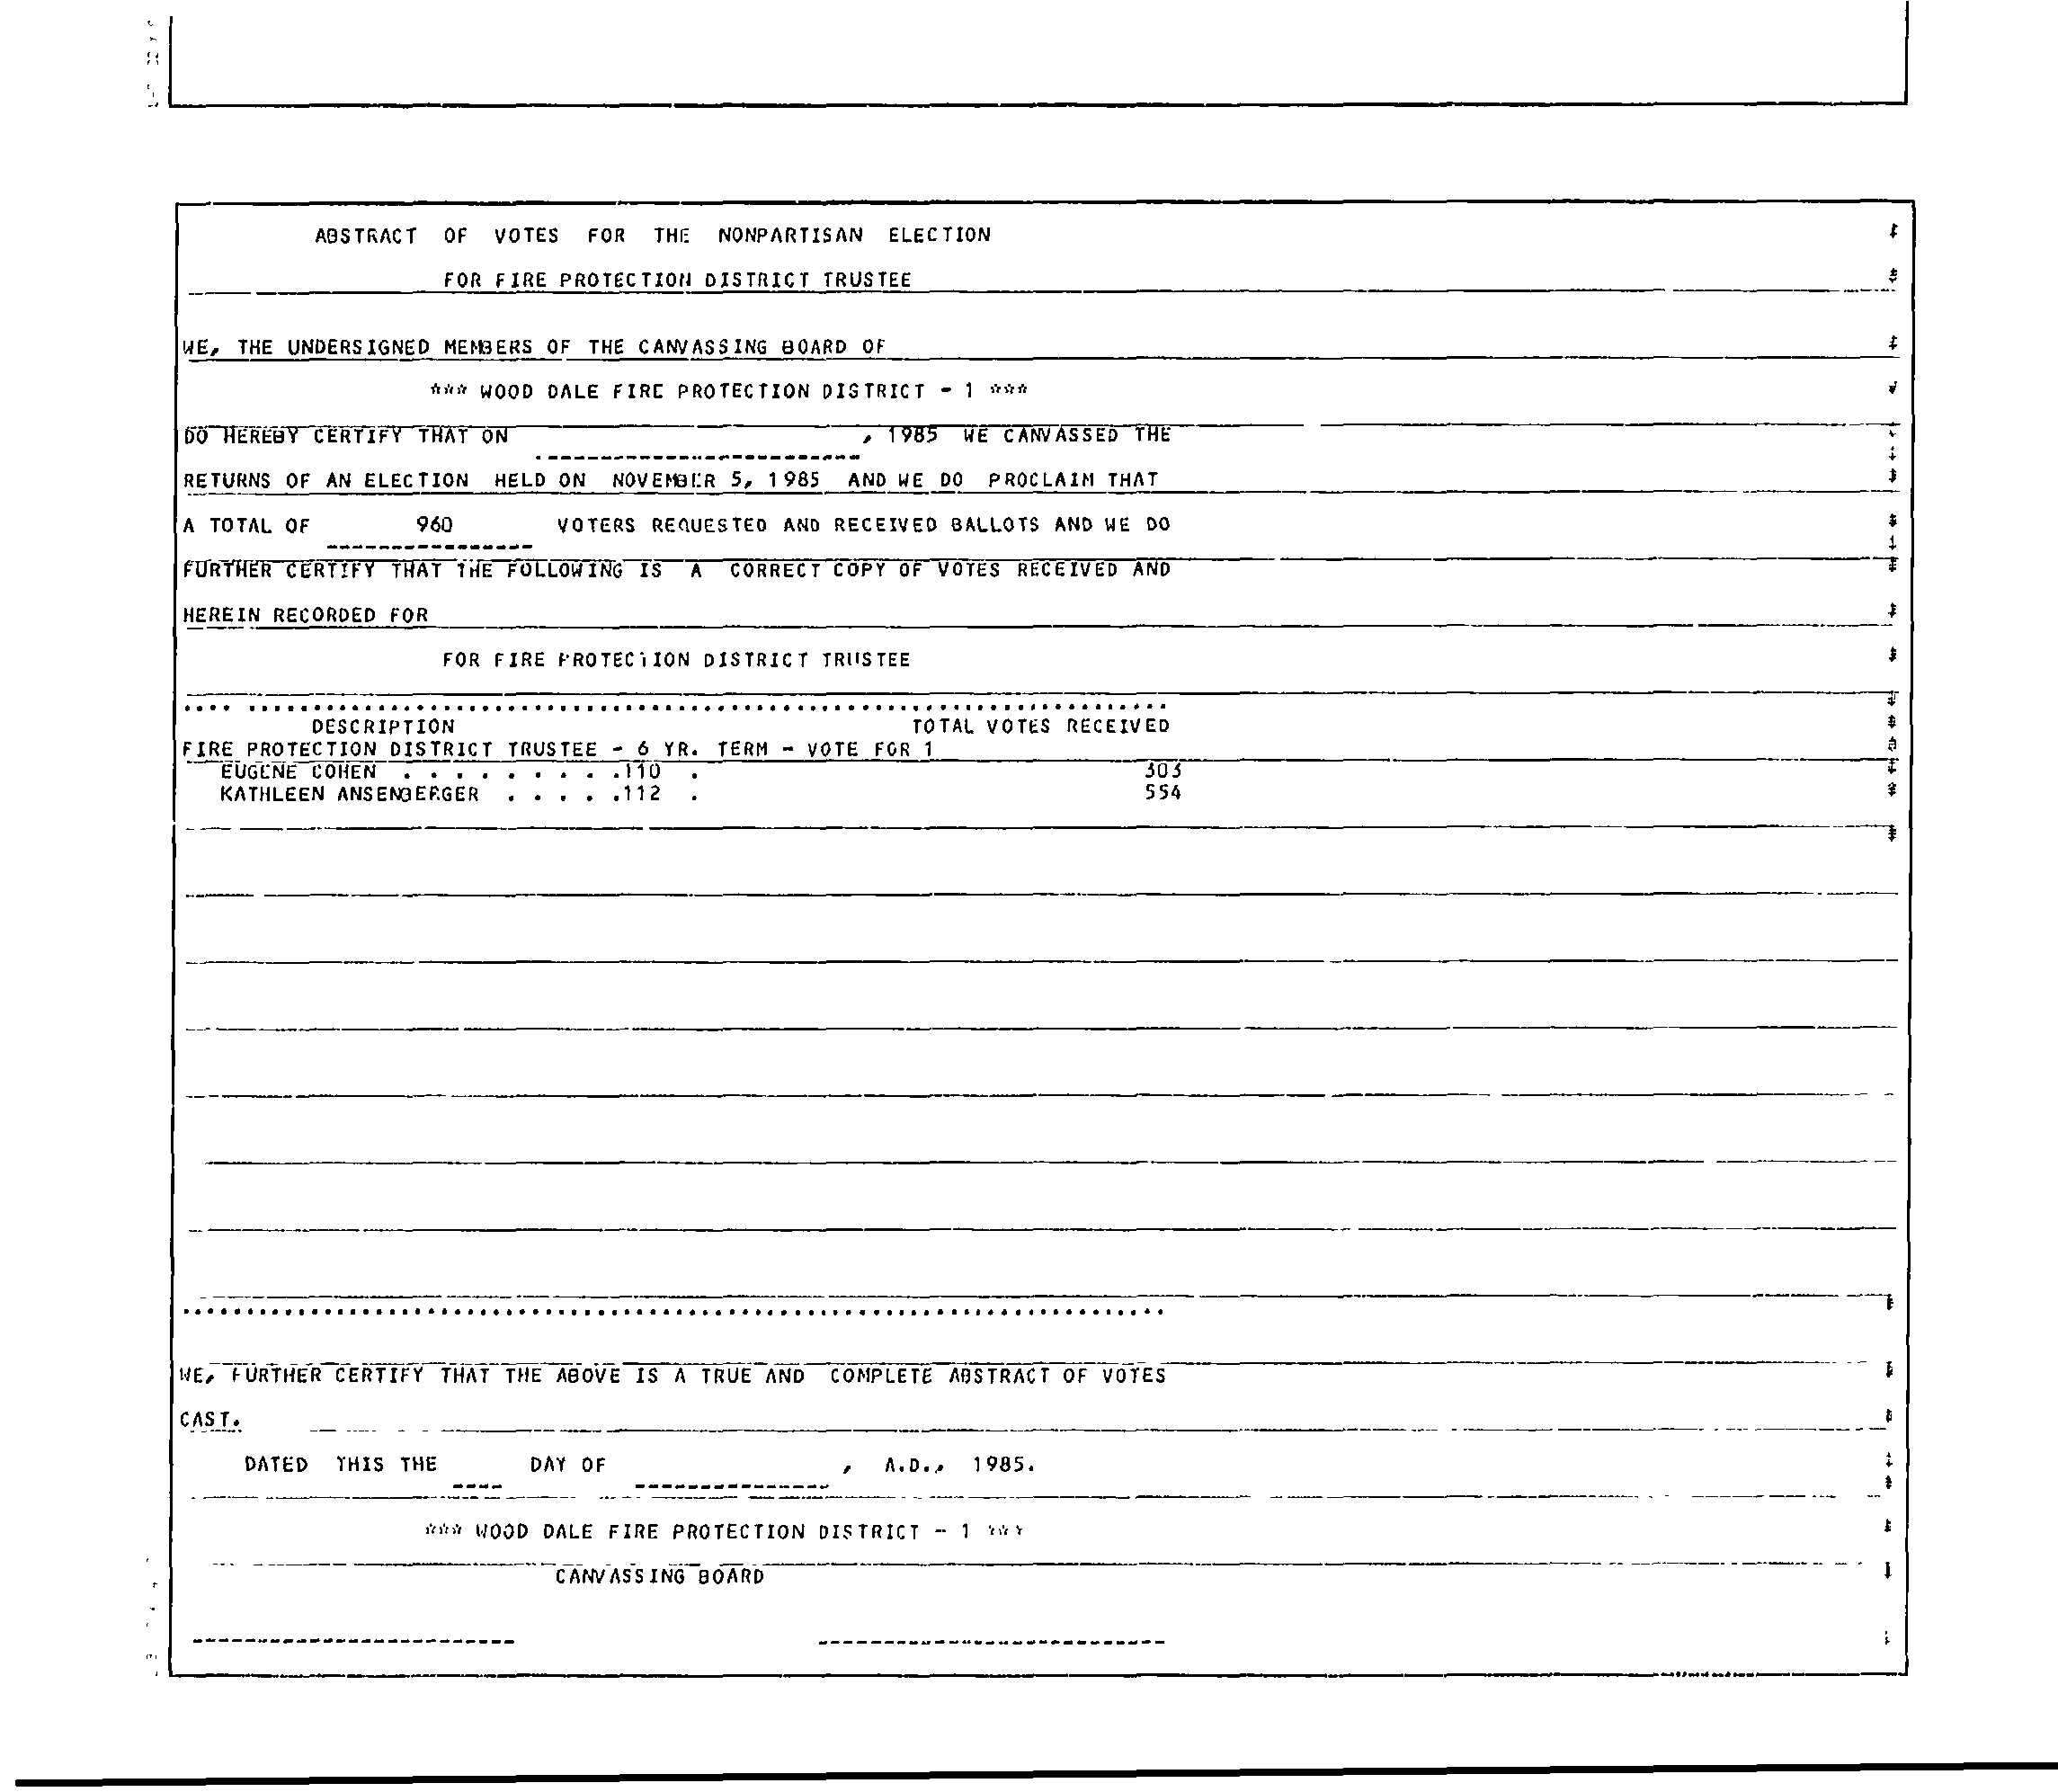 ABSTRACT OF VOTES FOR THE NONPARTISAN ELECTION
FOR FIRE PROTECTION DISTRICT TRUSTEE
WE, THE UNDERSIGNED MEMBERS OF THE CANVASSING BOARD OF
*** WOOD DALE FIRE PROTECTION DISTRICT - 1 ***
DO HEREBY CERTIFY THAT ON , 1985 WE CANVASSED THE
RETURNS OF AN ELECTION HELD ON NOVEMBER 5, 1985 AND WE DO PROCLAIM THAT
A TOTAL OF 960 VOTERS REQUESTED AND RECEIVED BALLOTS AND WE DO
FURTHER CERTIFY THAT THE FOLLOWING IS A CORRECT COPY OF VOTES RECEIVED AND
HEREIN RECORDED FOR
FOR FIRE PROTECTION DISTRICT TRUSTEE
DESCRIPTION TOTAL VOTES RECEIVED
FIRE PROTECTION DISTRICT TRUSTEE - 6 YR. TERM - VOTE FOR 1
EUGENE COHEN . . . . . . . . .110 . 303
KATHLEEN ANSENBERGER . . . . .112 . 554
WE, FURTHER CERTIFY THAT THE ABOVE IS A TRUE AND COMPLETE ABSTRACT OF VOTES
CAST.
DATED THIS THE DAY OF , A.D., 1985.
*** WOOD DALE FIRE PROTECTION DISTRICT - 1 ***
CANVASSING BOARD